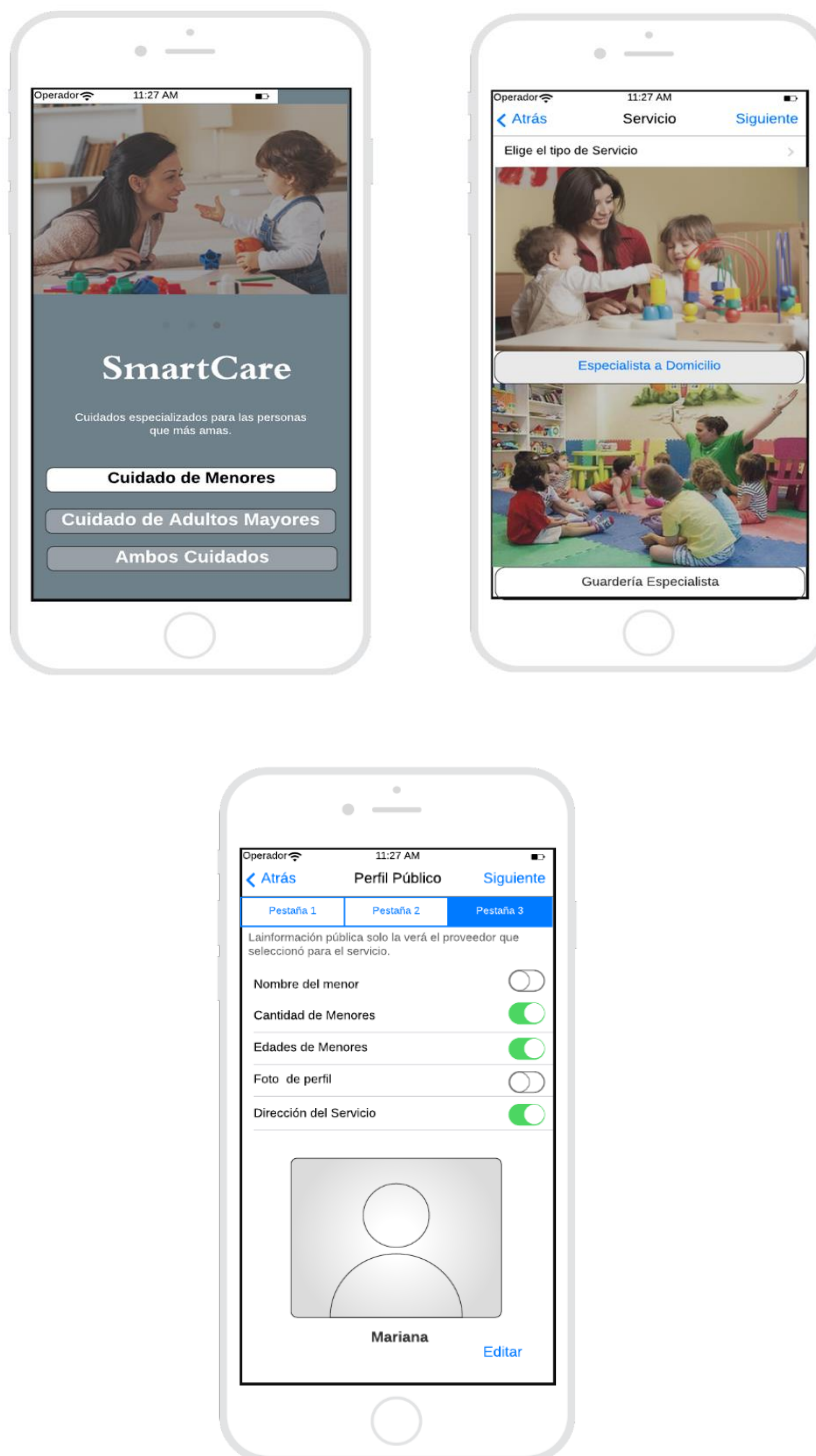 Operador 11:27 AM
SmartCare
Cuidados especializados para las personas
que más amas.
Cuidado de Menores
Cuidado de Adultos Mayores
Ambos Cuidados
Operador 11:27 AM
Atrás Servicio Siguiente
Elige el tipo de Servicio
Especialista a Domicilio
Guardería Especialista
Operador 11:27 AM
Atrás Perfil Público Siguiente
Pestaña 1 Pestaña 2 Pestaña 3
Lainformación pública solo la verá el proveedor que
seleccionó para el servicio.
Nombre del menor
Cantidad de Menores
Edades de Menores
Foto de perfil
Dirección del Servicio
Mariana
Editar